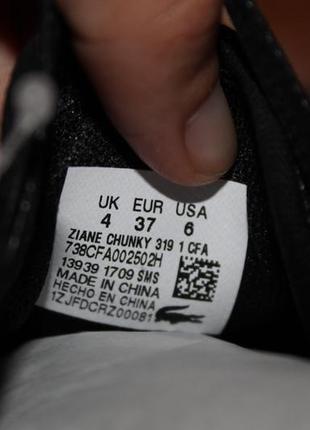 UK EUR USA
4 37 6
ZIANE CHUNKY 319 1 CFA
738CFA002502H
13939 1709 SMS
MADE IN CHINA
HECHO EN CHINA
1ZJFDCRZ00081